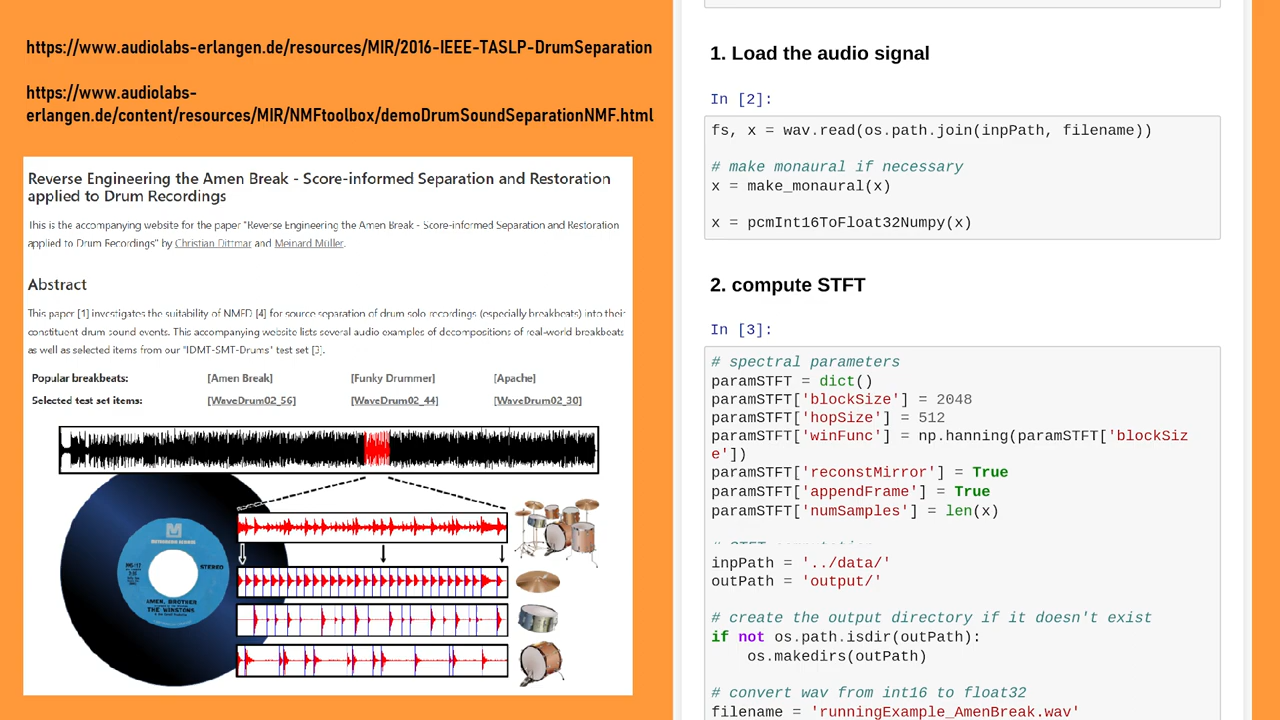 https://www.audiolabs-erlangen.de/resources/MIR/2016-IEEE-TASLP-DrumSeparation
https://www.audiolabs-
erlangen.de/content/resources/MIR/NMFtoolbox/demoDrumSoundSeparationNMF.html
Reverse Engineering the Amen Break - Score-informed Separation and Restoration
applied to Drum Recordings
This is the accompanying website for the paper "Reverse Engineering the Amen Break - Score-informed Separation and Restoration
applied to Drum Recordings" by Christian Dittmar and Meinard Müller.
Abstract
This paper [1] investigates the suitability of NMFD [4] for source separation of drum solo recordings (especially breakbeats) into their
constituent drum sound events. This accompanying website lists several audio examples of decompositions of real-world breakbeats
as well as selected items from our "IDMT-SMT-Drums" test set [3].
Popular breakbeats: [Amen Break] [Funky Drummer] [Apache]
Selected test set items: [WaveDrum02_56] [WaveDrum02_44] [WaveDrum02_30]
STEREO
AMEN, BROTHER
THE WINSTONS
1. Load the audio signal
In [2]:
fs, x = wav.read(os.path.join(inpPath, filename))
# make monaural if necessary
x = make_monaural(x)
x = pcmInt16ToFloat32Numpy(x)
2. compute STFT
In [3]:
# spectral parameters
paramSTFT = dict()
paramSTFT['blockSize'] = 2048
paramSTFT['hopSize'] = 512
paramSTFT['winFunc'] = np.hanning(paramSTFT['blockSiz
e'])
paramSTFT['reconstMirror'] = True
paramSTFT['appendFrame'] = True
paramSTFT['numSamples'] = len(x)
inpPath = '../data/'
outPath = 'output/'
# create the output directory if it doesn't exist
if not os.path.isdir(outPath):
    os.makedirs(outPath)
# convert wav from int16 to float32
filename = 'runningExample_AmenBreak.wav'